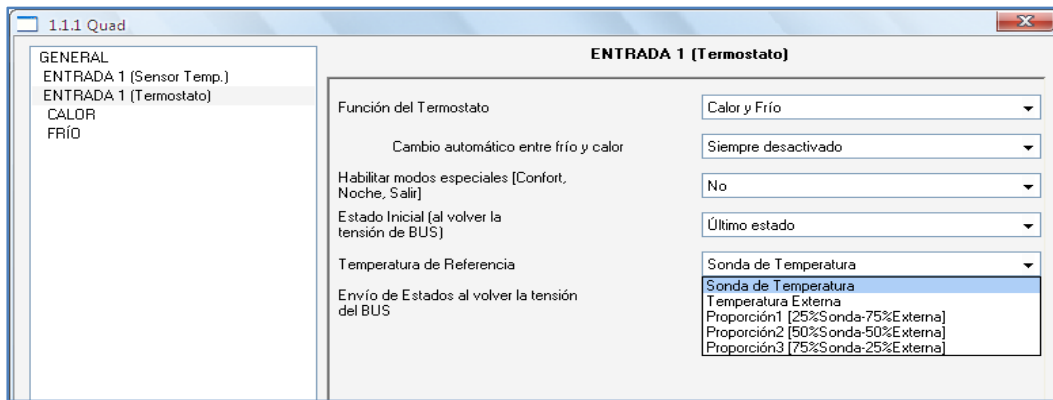 1.1.1 Quad
GENERAL
ENTRADA 1 (Sensor Temp.)
ENTRADA 1 (Termostato)
CALOR
FRÍO
ENTRADA 1 (Termostato)
Función del Termostato
Calor y Frío
Cambio automático entre frío y calor
Siempre desactivado
Habilitar modos especiales [Confort,
Noche, Salir]
No
Estado Inicial (al volver la
tensión de BUS)
Último estado
Temperatura de Referencia
Sonda de Temperatura
Envío de Estados al volver la tensión
del BUS
Sonda de Temperatura
Temperatura Externa
Proporción1 [25%Sonda-75%Externa]
Proporción2 [50%Sonda-50%Externa]
Proporción3 [75%Sonda-25%Externa]